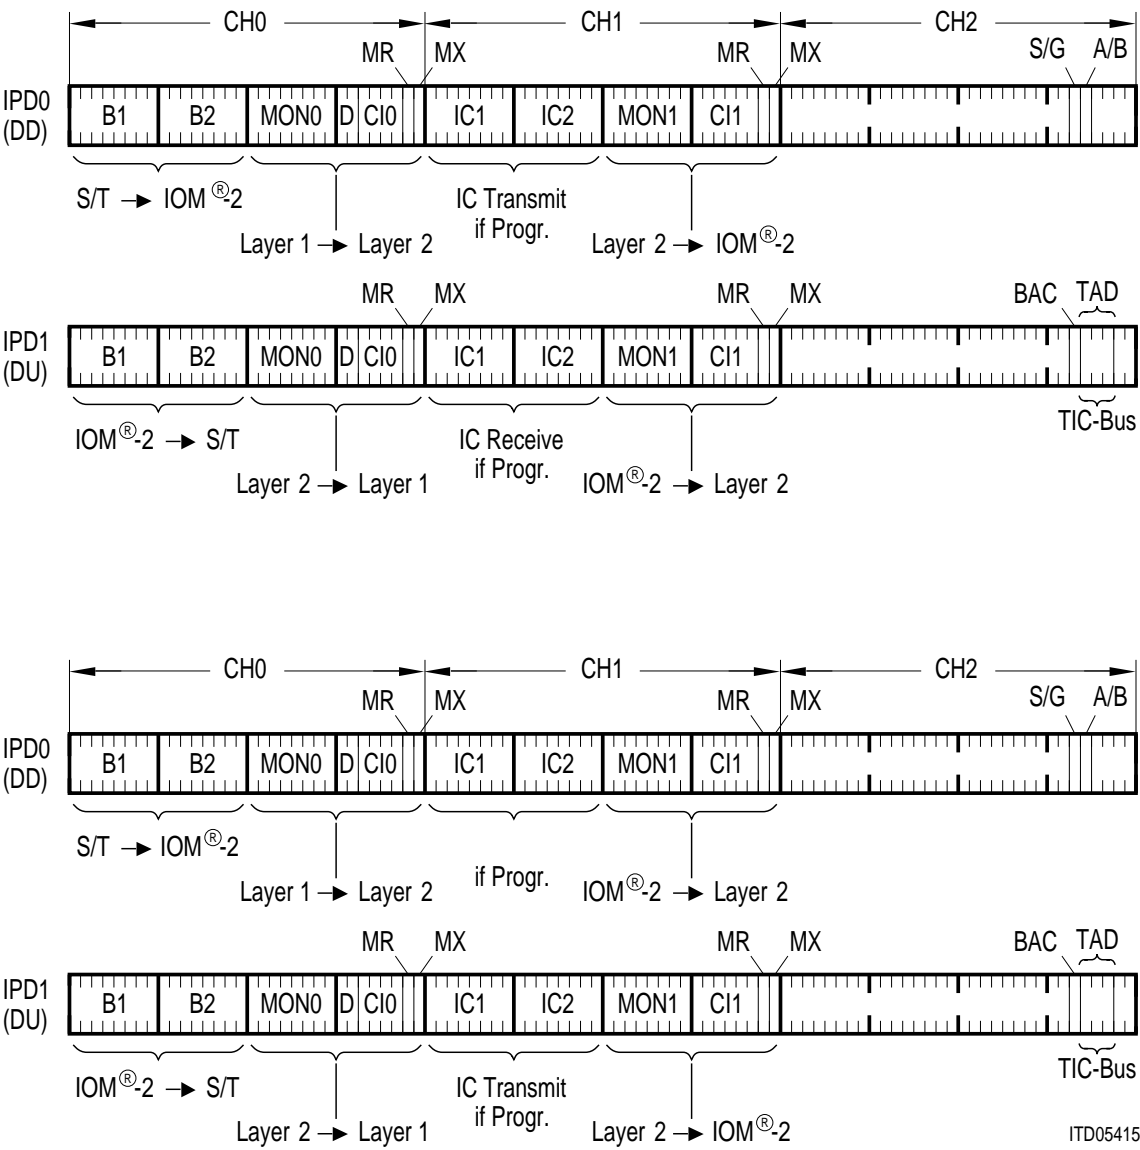 CH0 CH1 CH2
MR MX MR MX S/G A/B
IPD0
(DD)
B1 B2 MON0 D CI0 IC1 IC2 MON1 CI1
S/T → IOM®-2
IC Transmit
if Progr.
Layer 1 → Layer 2
Layer 2 → IOM®-2
MR MX MR MX BAC TAD
IPD1
(DU)
B1 B2 MON0 D CI0 IC1 IC2 MON1 CI1
TIC-Bus
IOM®-2 → S/T
IC Receive
if Progr.
Layer 2 → Layer 1
IOM®-2 → Layer 2
CH0 CH1 CH2
MR MX MR MX S/G A/B
IPD0
(DD)
B1 B2 MON0 D CI0 IC1 IC2 MON1 CI1
S/T → IOM®-2
if Progr.
Layer 1 → Layer 2
IOM®-2 → Layer 2
MR MX MR MX BAC TAD
IPD1
(DU)
B1 B2 MON0 D CI0 IC1 IC2 MON1 CI1
TIC-Bus
IOM®-2 → S/T
IC Transmit
if Progr.
Layer 2 → Layer 1
Layer 2 → IOM®-2
ITD05415